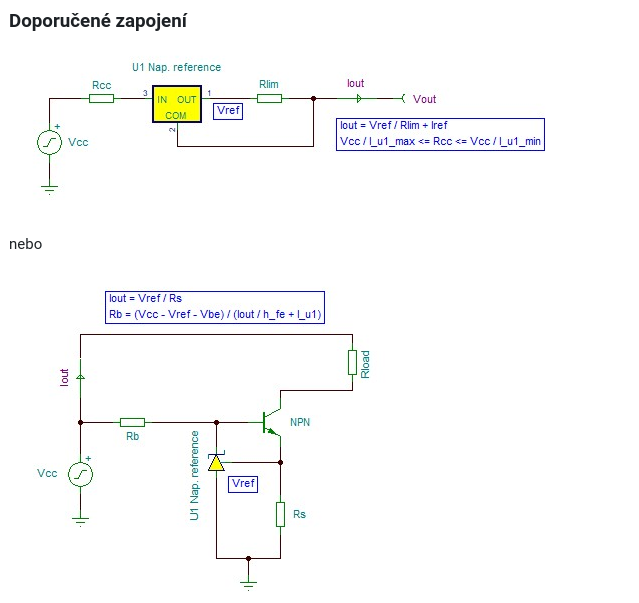 Doporučené zapojení
U1 Nap. reference
Rcc
3
IN OUT
COM
1
2
Vref
Rlim
Iout
Vout
Vcc
+
Iout = Vref / Rlim + Iref
Vcc / I_u1_max <= Rcc <= Vcc / I_u1_min
nebo
Iout = Vref / Rs
Rb = (Vcc - Vref - Vbe) / (Iout / h_fe + I_u1)
Iout
Rload
Rb
NPN
U1 Nap. reference
Vcc
+
Vref
Rs